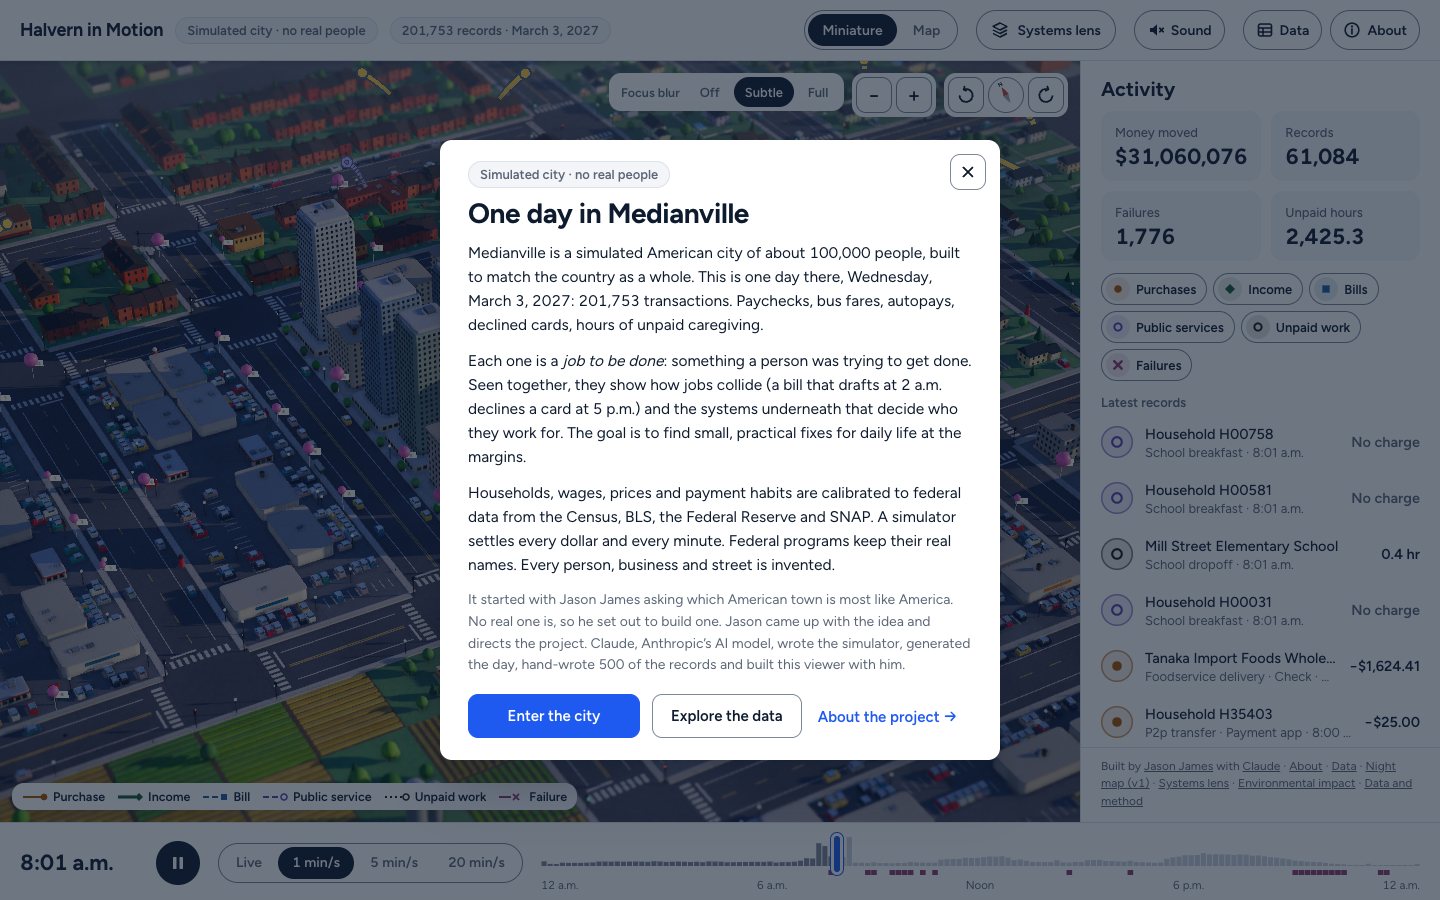 Halvern in Motion
Simulated city · no real people
201,753 records · March 3, 2027
Miniature
Map
Systems lens
Sound
Data
About
Focus blur
Off
Subtle
Full
Simulated city · no real people
One day in Medianville
Medianville is a simulated American city of about 100,000 people, built
to match the country as a whole. This is one day there, Wednesday,
March 3, 2027: 201,753 transactions. Paychecks, bus fares, autopays,
declined cards, hours of unpaid caregiving.
Each one is a job to be done: something a person was trying to get done.
Seen together, they show how jobs collide (a bill that drafts at 2 a.m.
declines a card at 5 p.m.) and the systems underneath that decide who
they work for. The goal is to find small, practical fixes for daily life at the
margins.
Households, wages, prices and payment habits are calibrated to federal
data from the Census, BLS, the Federal Reserve and SNAP. A simulator
settles every dollar and every minute. Federal programs keep their real
names. Every person, business and street is invented.
It started with Jason James asking which American town is most like America.
No real one is, so he set out to build one. Jason came up with the idea and
directs the project. Claude, Anthropic's AI model, wrote the simulator, generated
the day, hand-wrote 500 of the records and built this viewer with him.
Enter the city
Explore the data
About the project →
Activity
Money moved
$31,060,076
Records
61,084
Failures
1,776
Unpaid hours
2,425.3
Purchases
Income
Bills
Public services
Unpaid work
Failures
Latest records
Household H00758
No charge
School breakfast · 8:01 a.m.
Household H00581
No charge
School breakfast · 8:01 a.m.
Mill Street Elementary School
0.4 hr
School dropoff · 8:01 a.m.
Household H00031
No charge
School breakfast · 8:01 a.m.
Tanaka Import Foods Whole...
-$1,624.41
Foodservice delivery · Check · ...
Household H35403
-$25.00
P2p transfer · Payment app · 8:00 ...
Built by Jason James with Claude · About · Data · Night
map (v1) · Systems lens · Environmental impact · Data and
method
Purchase
Income
Bill
Public service
Unpaid work
Failure
8:01 a.m.
Live
1 min/s
5 min/s
20 min/s
12 a.m.
6 a.m.
Noon
6 p.m.
12 a.m.